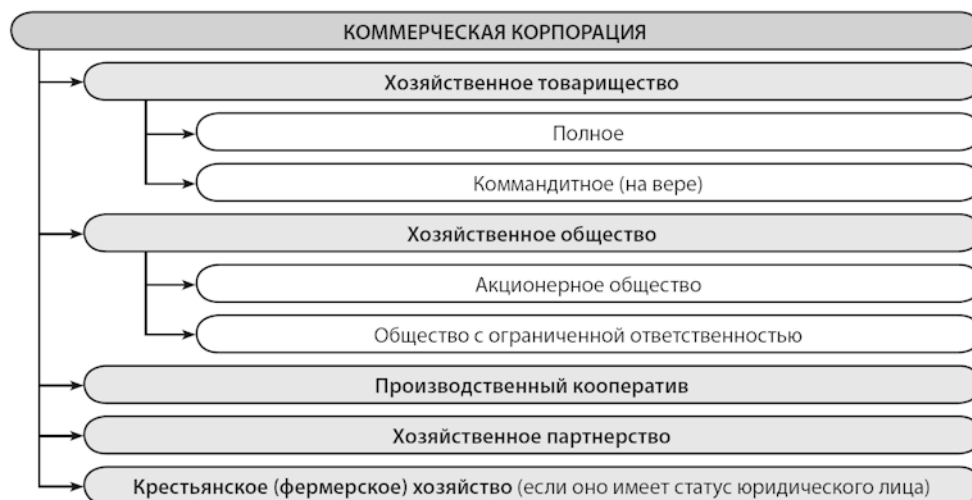 КОММЕРЧЕСКАЯ КОРПОРАЦИЯ
Хозяйственное товарищество
Полное
Коммандитное (на вере)
Хозяйственное общество
Акционерное общество
Общество с ограниченной ответственностью
Производственный кооператив
Хозяйственное партнерство
Крестьянское (фермерское) хозяйство (если оно имеет статус юридического лица)